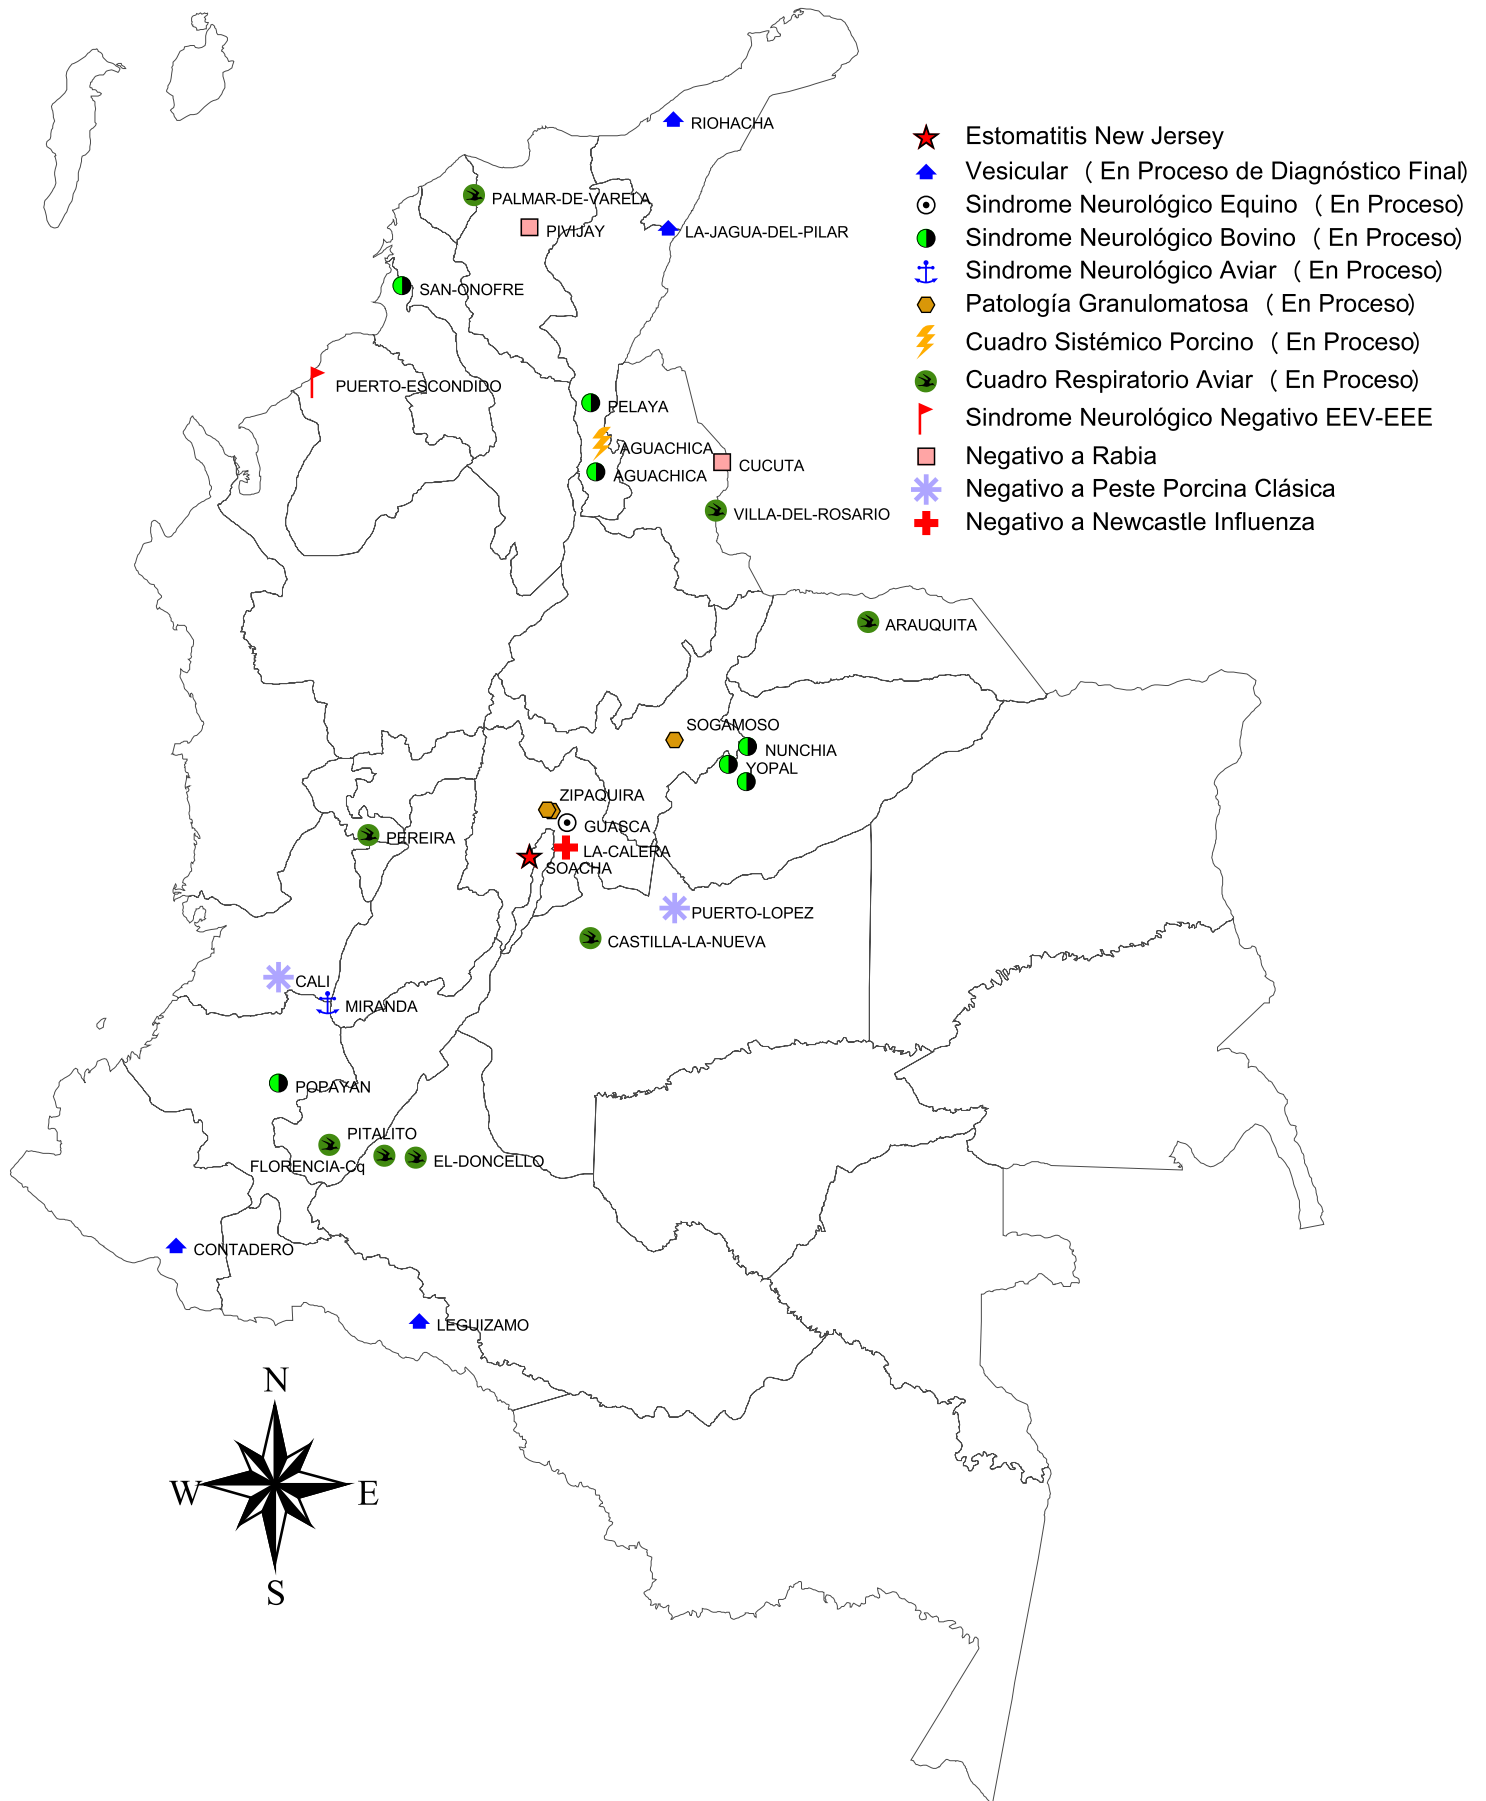 RIOHACHA
PALMAR-DE-VARELA
PIVIJAY
LA-JAGUA-DEL-PILAR
SAN-ONOFRE
PUERTO-ESCONDIDO
PELAYA
AGUACHICA
CUCUTA
AGUACHICA
VILLA-DEL-ROSARIO
Estomatitis New Jersey
Vesicular ( En Proceso de Diagnóstico Final)
Sindrome Neurológico Equino ( En Proceso)
Sindrome Neurológico Bovino ( En Proceso)
Sindrome Neurológico Aviar ( En Proceso)
Patología Granulomatosa ( En Proceso)
Cuadro Sistémico Porcino ( En Proceso)
Cuadro Respiratorio Aviar ( En Proceso)
Sindrome Neurológico Negativo EEV-EEE
Negativo a Rabia
Negativo a Peste Porcina Clásica
Negativo a Newcastle Influenza
ARAUQUITA
SOGAMOSO
NUNCHIA
YOPAL
ZIPAQUIRA
GUASCA
PEREIRA
LA-CALERA
SOACHA
PUERTO-LOPEZ
CASTILLA-LA-NUEVA
CALI
MIRANDA
POPAYAN
PITALITO
FLORENCIA-Cq
EL-DONCELLO
CONTADERO
LEGUIZAMO
N
W
E
S